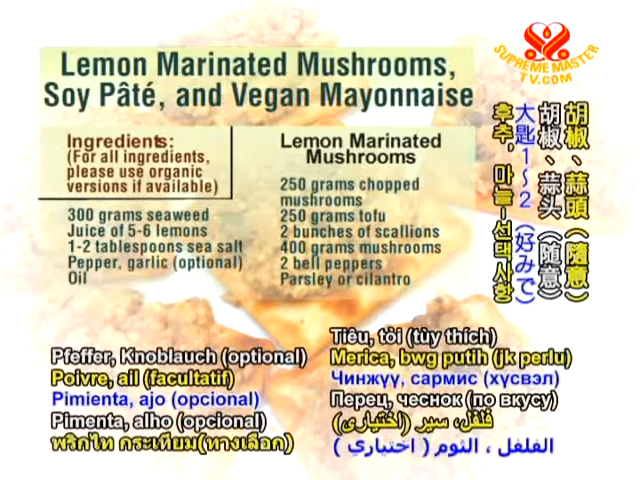 Lemon Marinated Mushrooms,
Soy Pâté, and Vegan Mayonnaise
SUPREME MASTER
TV.COM
Ingredients:
(For all ingredients,
please use organic
versions if available)
300 grams seaweed
Juice of 5-6 lemons
1-2 tablespoons sea salt
Pepper, garlic (optional)
Oil
Lemon Marinated
Mushrooms
250 grams chopped
mushrooms
250 grams tofu
2 bunches of scallions
400 grams mushrooms
2 bell peppers
Parsley or cilantro
胡椒、蒜頭（隨意）
胡椒、蒜头（随意）
大匙1～2（好みで）
후추, 마늘-선택사항
Pfeffer, Knoblauch (optional)
Poivre, ail (facultatif)
Pimienta, ajo (opcional)
Pimenta, alho (opcional)
พริกไท กระเทียม(ทางเลือก)
Tiêu, tỏi (tùy thích)
Merica, bwg putih (jk perlu)
Чинжүү, сармис (хүсвэл)
Перец, чеснок (по вкусу)
فلفل، سیر (اختیاری)
الفلفل ، الثوم ( اختياري )